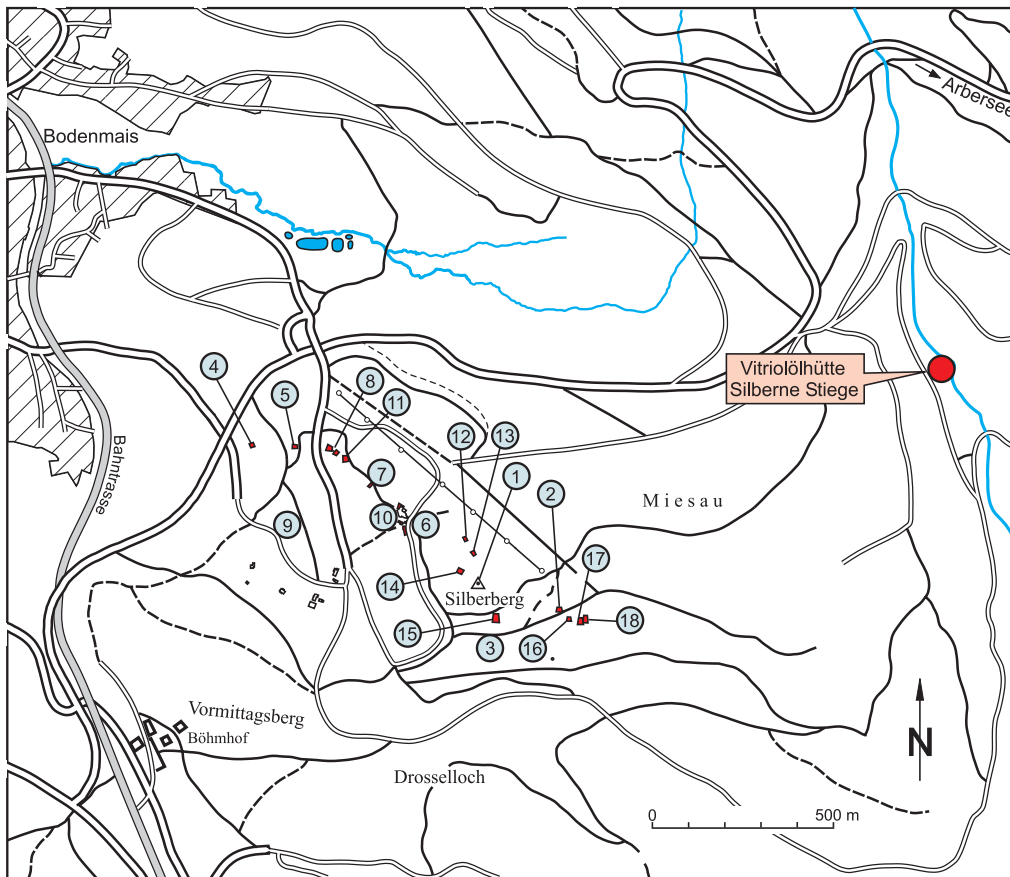 Arbersee
Bodenmais
Vitriolölhütte
Silberne Stiege
4
5
8
11
12
13
1
2
17
7
Bahntrasse
Miesau
9
10
6
14
Silberberg
15
3
16
18
Vormittagsberg
Böhmhof
N
Drosselloch
0
500 m